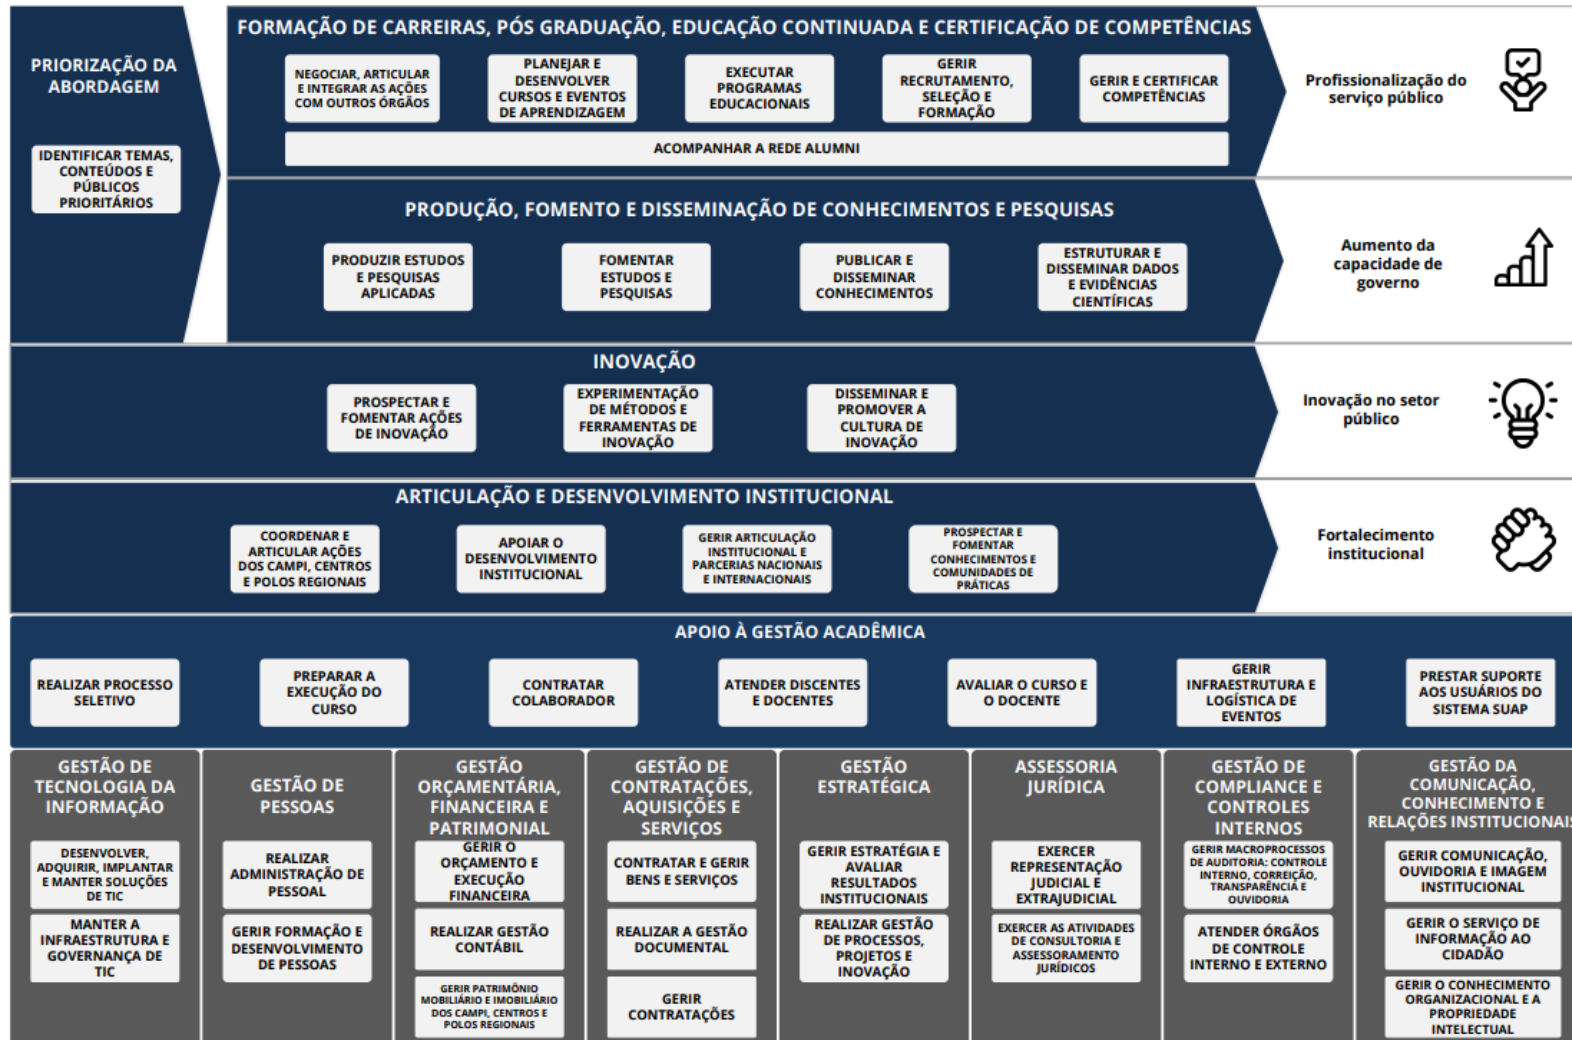 PRIORIZAÇÃO DA
ABORDAGEM
IDENTIFICAR TEMAS,
CONTEÚDOS E
PÚBLICOS
PRIORITÁRIOS
FORMAÇÃO DE CARREIRAS, PÓS GRADUAÇÃO, EDUCAÇÃO CONTINUADA E CERTIFICAÇÃO DE COMPETÊNCIAS
NEGOCIAR, ARTICULAR
E INTEGRAR AS AÇÕES
COM OUTROS ÓRGÃOS
PLANEJAR E
DESENVOLVER
CURSOS E EVENTOS
DE APRENDIZAGEM
EXECUTAR
PROGRAMAS
EDUCACIONAIS
GERIR
RECRUTAMENTO,
SELEÇÃO E
FORMAÇÃO
GERIR E CERTIFICAR
COMPETÊNCIAS
ACOMPANHAR A REDE ALUMNI
Profissionalização do
serviço público
PRODUÇÃO, FOMENTO E DISSEMINAÇÃO DE CONHECIMENTOS E PESQUISAS
PRODUZIR ESTUDOS
E PESQUISAS
APLICADAS
FOMENTAR
ESTUDOS E
PESQUISAS
PUBLICAR E
DISSEMINAR
CONHECIMENTOS
ESTRUTURAR E
DISSEMINAR DADOS
E EVIDÊNCIAS
CIENTÍFICAS
Aumento da
capacidade de
governo
INOVAÇÃO
PROSPECTAR E
FOMENTAR AÇÕES
DE INOVAÇÃO
EXPERIMENTAÇÃO
DE MÉTODOS E
FERRAMENTAS DE
INOVAÇÃO
DISSEMINAR E
PROMOVER A
CULTURA DE
INOVAÇÃO
Inovação no setor
público
ARTICULAÇÃO E DESENVOLVIMENTO INSTITUCIONAL
COORDENAR E
ARTICULAR AÇÕES
DOS CAMPI, CENTROS
E POLOS REGIONAIS
APOIAR O
DESENVOLVIMENTO
INSTITUCIONAL
GERIR ARTICULAÇÃO
INSTITUCIONAL E
PARCERIAS NACIONAIS
E INTERNACIONAIS
PROSPECTAR E
FOMENTAR
CONHECIMENTOS E
COMUNIDADES DE
PRÁTICAS
Fortalecimento
institucional
APOIO À GESTÃO ACADÊMICA
REALIZAR PROCESSO
SELETIVO
PREPARAR A
EXECUÇÃO DO
CURSO
CONTRATAR
COLABORADOR
ATENDER DISCENTES
E DOCENTES
AVALIAR O CURSO E
O DOCENTE
GERIR
INFRAESTRUTURA E
LOGÍSTICA DE
EVENTOS
PRESTAR SUPORTE
AOS USUÁRIOS DO
SISTEMA SUAP
GESTÃO DE
TECNOLOGIA DA
INFORMAÇÃO
DESENVOLVER,
ADQUIRIR, IMPLANTAR
E MANTER SOLUÇÕES
DE TIC
MANTER A
INFRAESTRUTURA E
GOVERNANÇA DE
TIC
GESTÃO DE
PESSOAS
REALIZAR
ADMINISTRAÇÃO DE
PESSOAL
GERIR FORMAÇÃO E
DESENVOLVIMENTO
DE PESSOAS
GESTÃO
ORÇAMENTÁRIA,
FINANCEIRA E
PATRIMONIAL
GERIR O
ORÇAMENTO E
EXECUÇÃO
FINANCEIRA
REALIZAR GESTÃO
CONTÁBIL
GERIR PATRIMÔNIO
MOBILIÁRIO E IMOBILIÁRIO
DOS CAMPI, CENTROS E
POLOS REGIONAIS
GESTÃO DE
CONTRATAÇÕES,
AQUISIÇÕES E
SERVIÇOS
CONTRATAR E GERIR
BENS E SERVIÇOS
REALIZAR A GESTÃO
DOCUMENTAL
GERIR
CONTRATAÇÕES
GESTÃO
ESTRATÉGICA
GERIR ESTRATÉGIA E
AVALIAR
RESULTADOS
INSTITUCIONAIS
REALIZAR GESTÃO
DE PROCESSOS,
PROJETOS E
INOVAÇÃO
ASSESSORIA
JURÍDICA
EXERCER
REPRESENTAÇÃO
JUDICIAL E
EXTRAJUDICIAL
EXERCER AS ATIVIDADES
DE CONSULTORIA E
ASSESSORAMENTO
JURÍDICOS
GESTÃO DE
COMPLIANCE E
CONTROLES
INTERNOS
GERIR MACROPROCESSOS
DE AUDITORIA: CONTROLE
INTERNO, CORREIÇÃO,
TRANSPARÊNCIA E
OUVIDORIA
ATENDER ÓRGÃOS
DE CONTROLE
INTERNO E EXTERNO
GESTÃO DA
COMUNICAÇÃO,
CONHECIMENTO E
RELAÇÕES INSTITUCIONAIS
GERIR COMUNICAÇÃO,
OUVIDORIA E IMAGEM
INSTITUCIONAL
GERIR O SERVIÇO DE
INFORMAÇÃO AO
CIDADÃO
GERIR O CONHECIMENTO
ORGANIZACIONAL E A
PROPRIEDADE
INTELECTUAL